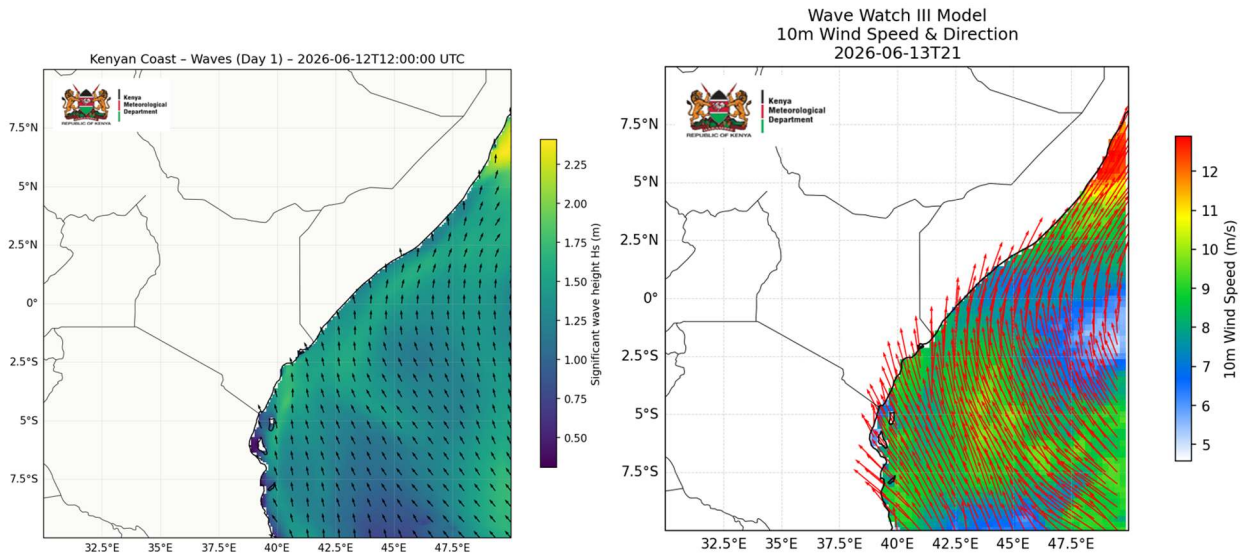 Kenyan Coast – Waves (Day 1) – 2026-06-12T12:00:00 UTC
Kenya
Meteorological
Department
REPUBLIC OF KENYA
7.5°N
5°N
2.5°N
0°
2.5°S
5°S
7.5°S
32.5°E 35°E 37.5°E 40°E 42.5°E 45°E 47.5°E
2.25
2.00
1.75
1.50
1.25
1.00
0.75
0.50
Significant wave height Hs (m)
Wave Watch III Model
10m Wind Speed & Direction
2026-06-13T21
Kenya
Meteorological
Department
REPUBLIC OF KENYA
7.5°N
5°N
2.5°N
0°
2.5°S
5°S
7.5°S
32.5°E 35°E 37.5°E 40°E 42.5°E 45°E 47.5°E
12
11
10
9
8
7
6
5
10m Wind Speed (m/s)